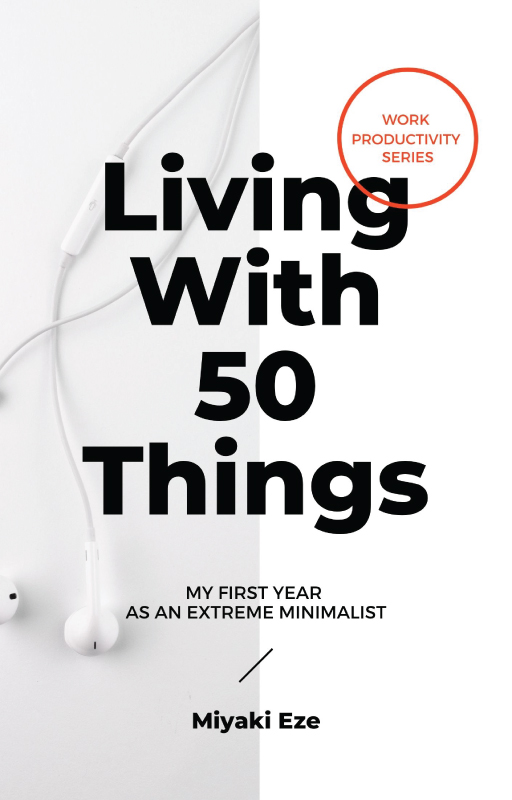 WORK
PRODUCTIVITY
SERIES
Living
With
50
Things
MY FIRST YEAR
AS AN EXTREME MINIMALIST
Miyaki Eze